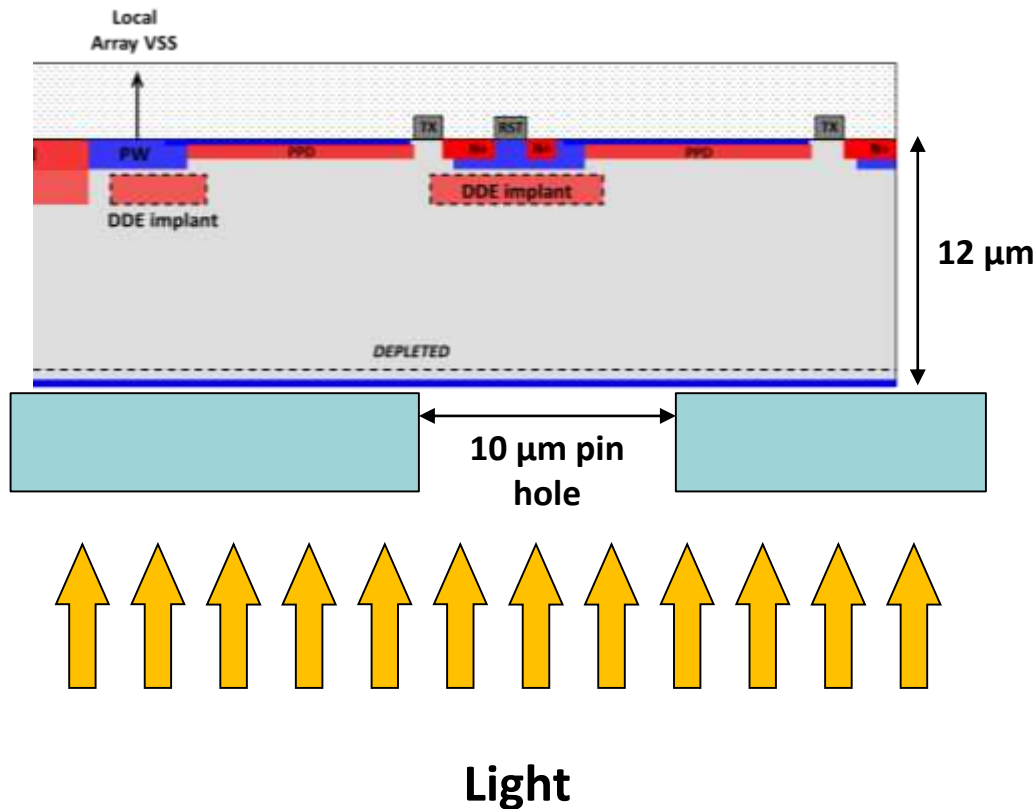 Local
Array VSS
TX
RST
TX
PW
PPD
N+
N+
PPD
N+
DDE implant
DDE implant
12 µm
DEPLETED
10 µm pin
hole
Light